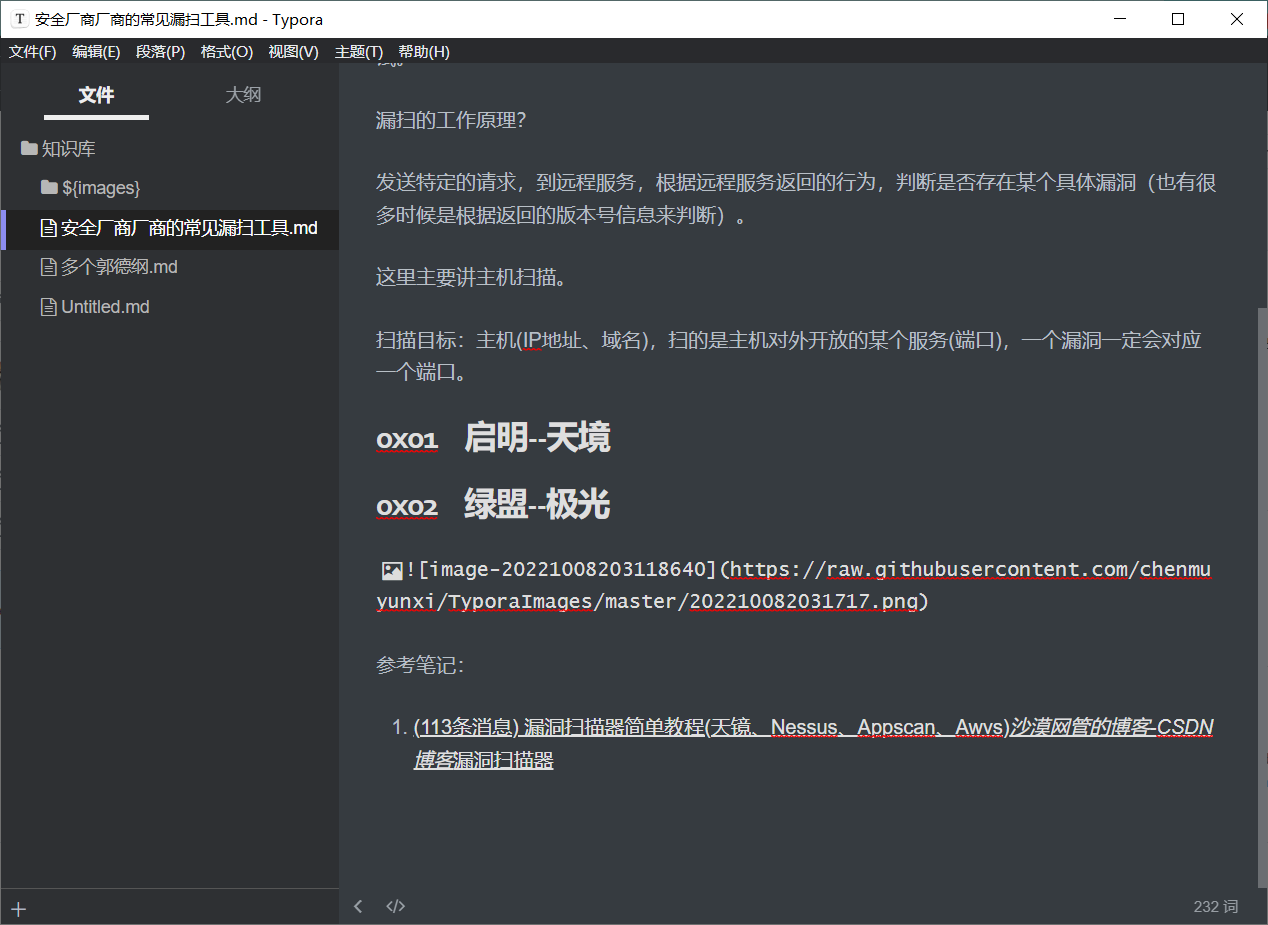 安全厂商厂商的常见漏扫工具.md - Typora
文件(F) 编辑(E) 段落(P) 格式(O) 视图(V) 主题(T) 帮助(H)
文件 大纲
知识库
${images}
安全厂商厂商的常见漏扫工具.md
多个郭德纲.md
Untitled.md
漏扫的工作原理？
发送特定的请求，到远程服务，根据远程服务返回的行为，判断是否存在某个具体漏洞（也有很
多时候是根据返回的版本号信息来判断）。
这里主要讲主机扫描。
扫描目标：主机(IP地址、域名)，扫的是主机对外开放的某个服务(端口)，一个漏洞一定会对应
一个端口。
0X01 启明--天境
0X02 绿盟--极光
![image-20221008203118640](https://raw.githubusercontent.com/chenmu
yunxi/TyporaImages/master/202210082031717.png)
参考笔记：
1. (113条消息) 漏洞扫描器简单教程(天镜、Nessus、Appscan、Awvs)沙漠网管的博客-CSDN
博客漏洞扫描器
232 词